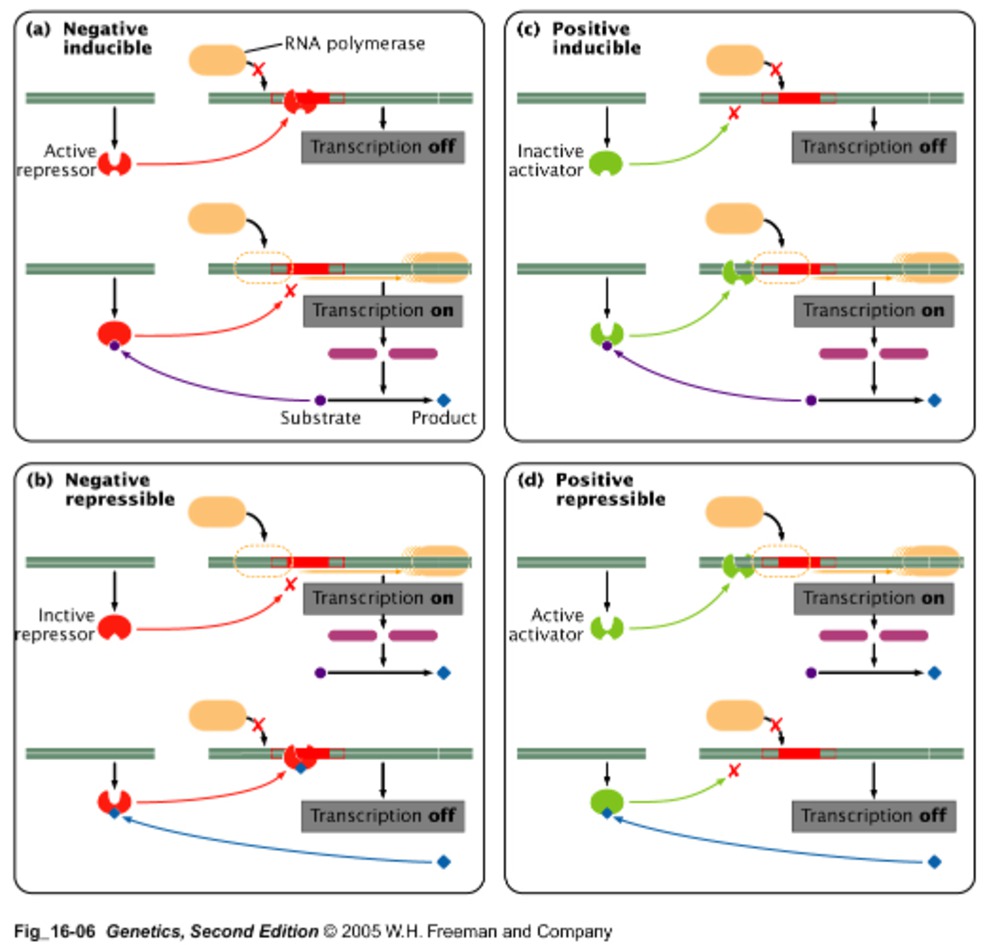 (a) Negative
inducible
RNA polymerase
Active
repressor
Transcription off
Transcription on
Substrate
Product
(c) Positive
inducible
Inactive
activator
Transcription off
Transcription on
(b) Negative
repressible
Inctive
repressor
Transcription on
Transcription off
(d) Positive
repressible
Active
activator
Transcription on
Transcription off
Fig_16-06 Genetics, Second Edition © 2005 W.H. Freeman and Company